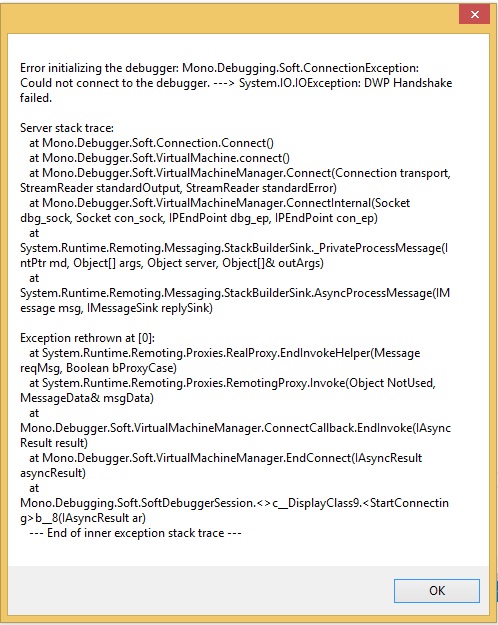 Error initializing the debugger: Mono.Debugging.Soft.ConnectionException:
Could not connect to the debugger. ---> System.IO.IOException: DWP Handshake
failed.
Server stack trace:
at Mono.Debugger.Soft.Connection.Connect()
at Mono.Debugger.Soft.VirtualMachine.connect()
at Mono.Debugger.Soft.VirtualMachineManager.Connect(Connection transport,
StreamReader standardOutput, StreamReader standardError)
at Mono.Debugger.Soft.VirtualMachineManager.ConnectInternal(Socket
dbg_sock, Socket con_sock, IPEndPoint dbg_ep, IPEndPoint con_ep)
at
System.Runtime.Remoting.Messaging.StackBuilderSink._PrivateProcessMessage(I
ntPtr md, Object[] args, Object server, Object[]& outArgs)
at
System.Runtime.Remoting.Messaging.StackBuilderSink.AsyncProcessMessage(IM
essage msg, IMessageSink replySink)
Exception rethrown at [0]:
at System.Runtime.Remoting.Proxies.RealProxy.EndInvokeHelper(Message
reqMsg, Boolean bProxyCase)
at System.Runtime.Remoting.Proxies.RemotingProxy.Invoke(Object NotUsed,
MessageData& msgData)
at
Mono.Debugger.Soft.VirtualMachineManager.ConnectCallback.EndInvoke(IAsync
Result result)
at Mono.Debugger.Soft.VirtualMachineManager.EndConnect(IAsyncResult
asyncResult)
at
Mono.Debugging.Soft.SoftDebuggerSession.<>c__DisplayClass9.<StartConnectin
g>b__8(IAsyncResult ar)
--- End of inner exception stack trace ---
OK